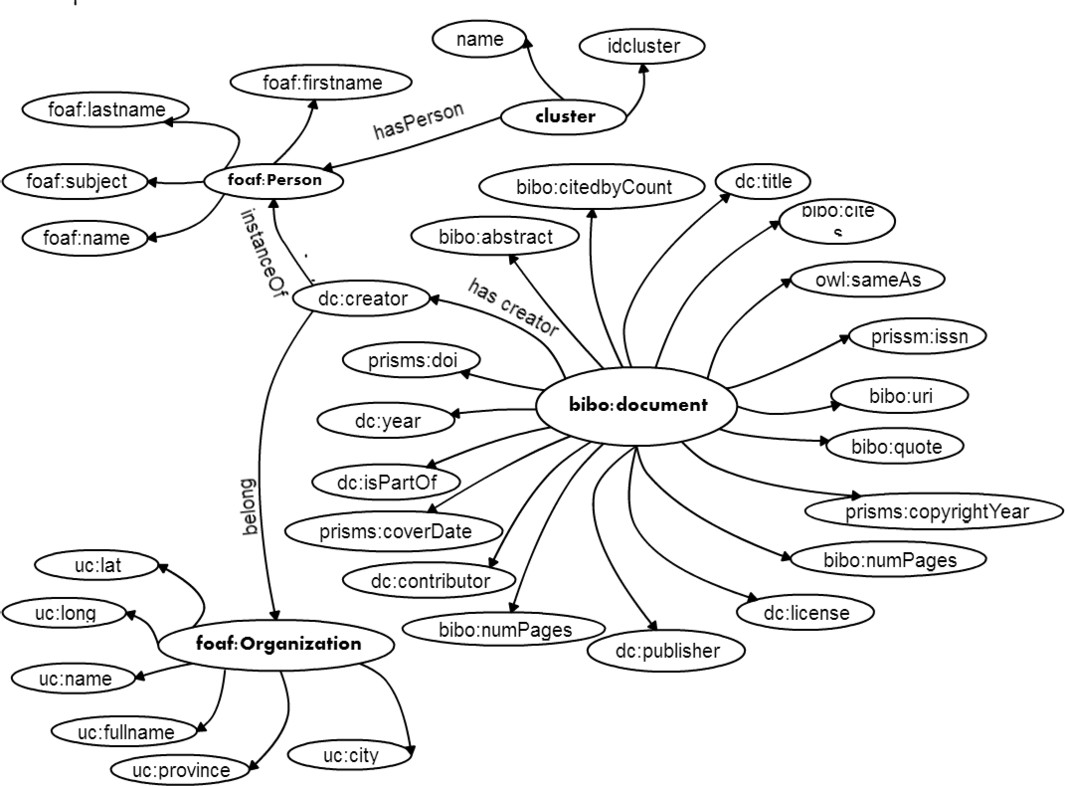 name
idcluster
foaf:firstname
foaf:lastname
hasPerson
cluster
foaf:subject
foaf:Person
bibo:citedbyCount
dc:title
bibo:cite
s
foaf:name
bibo:abstract
instanceOf
owl:sameAs
dc:creator
has creator
prissm:issn
prisms:doi
bibo:uri
bibo:document
dc:year
bibo:quote
dc:isPartOf
belong
prisms:copyrightYear
prisms:coverDate
bibo:numPages
uc:lat
dc:contributor
uc:long
dc:license
bibo:numPages
foaf:Organization
dc:publisher
uc:name
uc:fullname
uc:city
uc:province